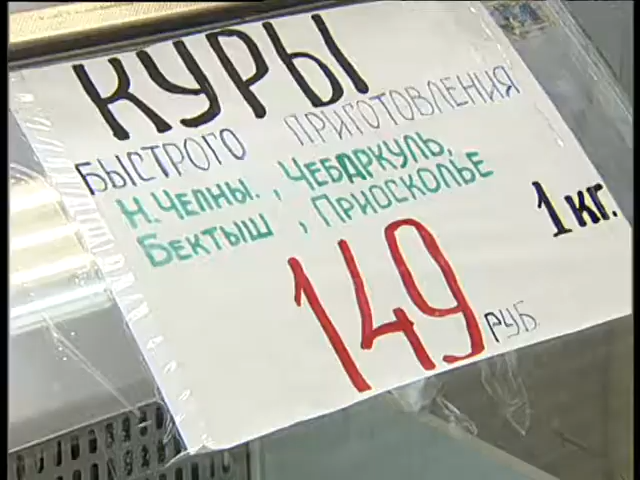 КУРЫ
БЫСТРОГО ПРИГОТОВЛЕНИЯ
Н. ЧЕЛНЫ., ЧЕБАРКУЛЬ,
БЕКТЫШ, ПРИОСКОЛЬЕ
1 КГ.
149 РУБ.